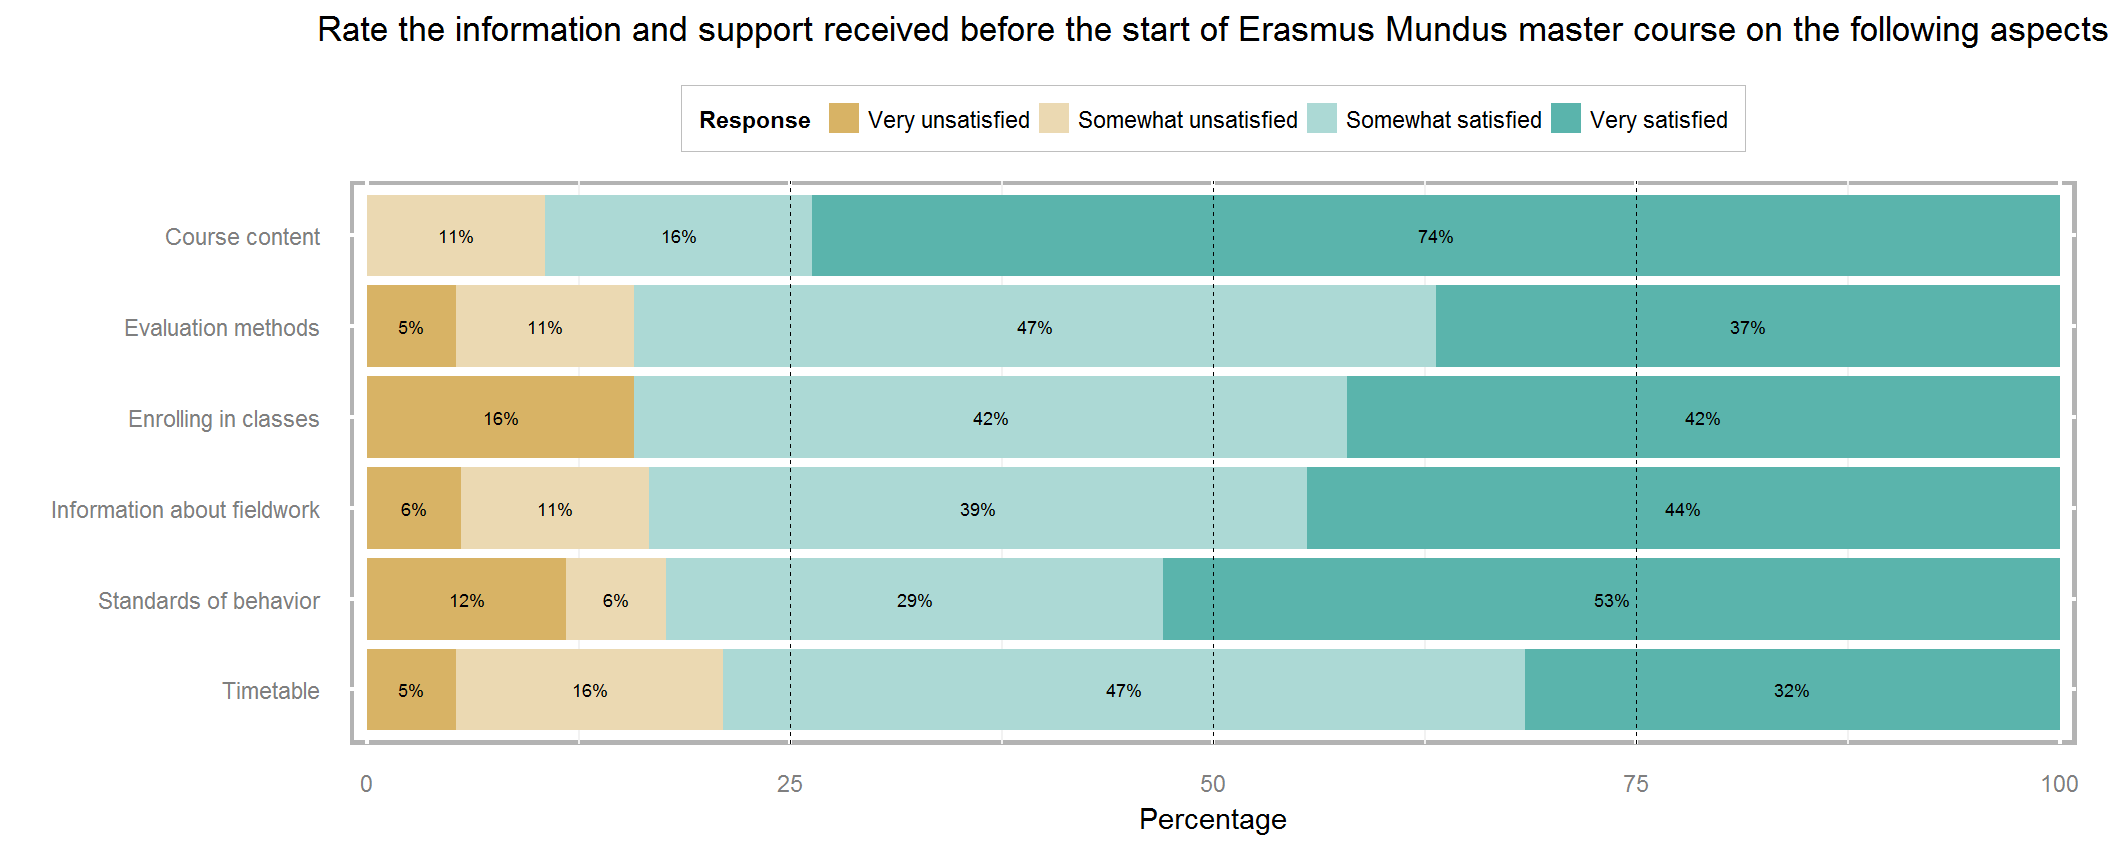 Rate the information and support received before the start of Erasmus Mundus master course on the following aspects
Response Very unsatisfied Somewhat unsatisfied Somewhat satisfied Very satisfied
Course content 11% 16% 74%
Evaluation methods 5% 11% 47% 37%
Enrolling in classes 16% 42% 42%
Information about fieldwork 6% 11% 39% 44%
Standards of behavior 12% 6% 29% 53%
Timetable 5% 16% 47% 32%
0 25 50 75 100
Percentage